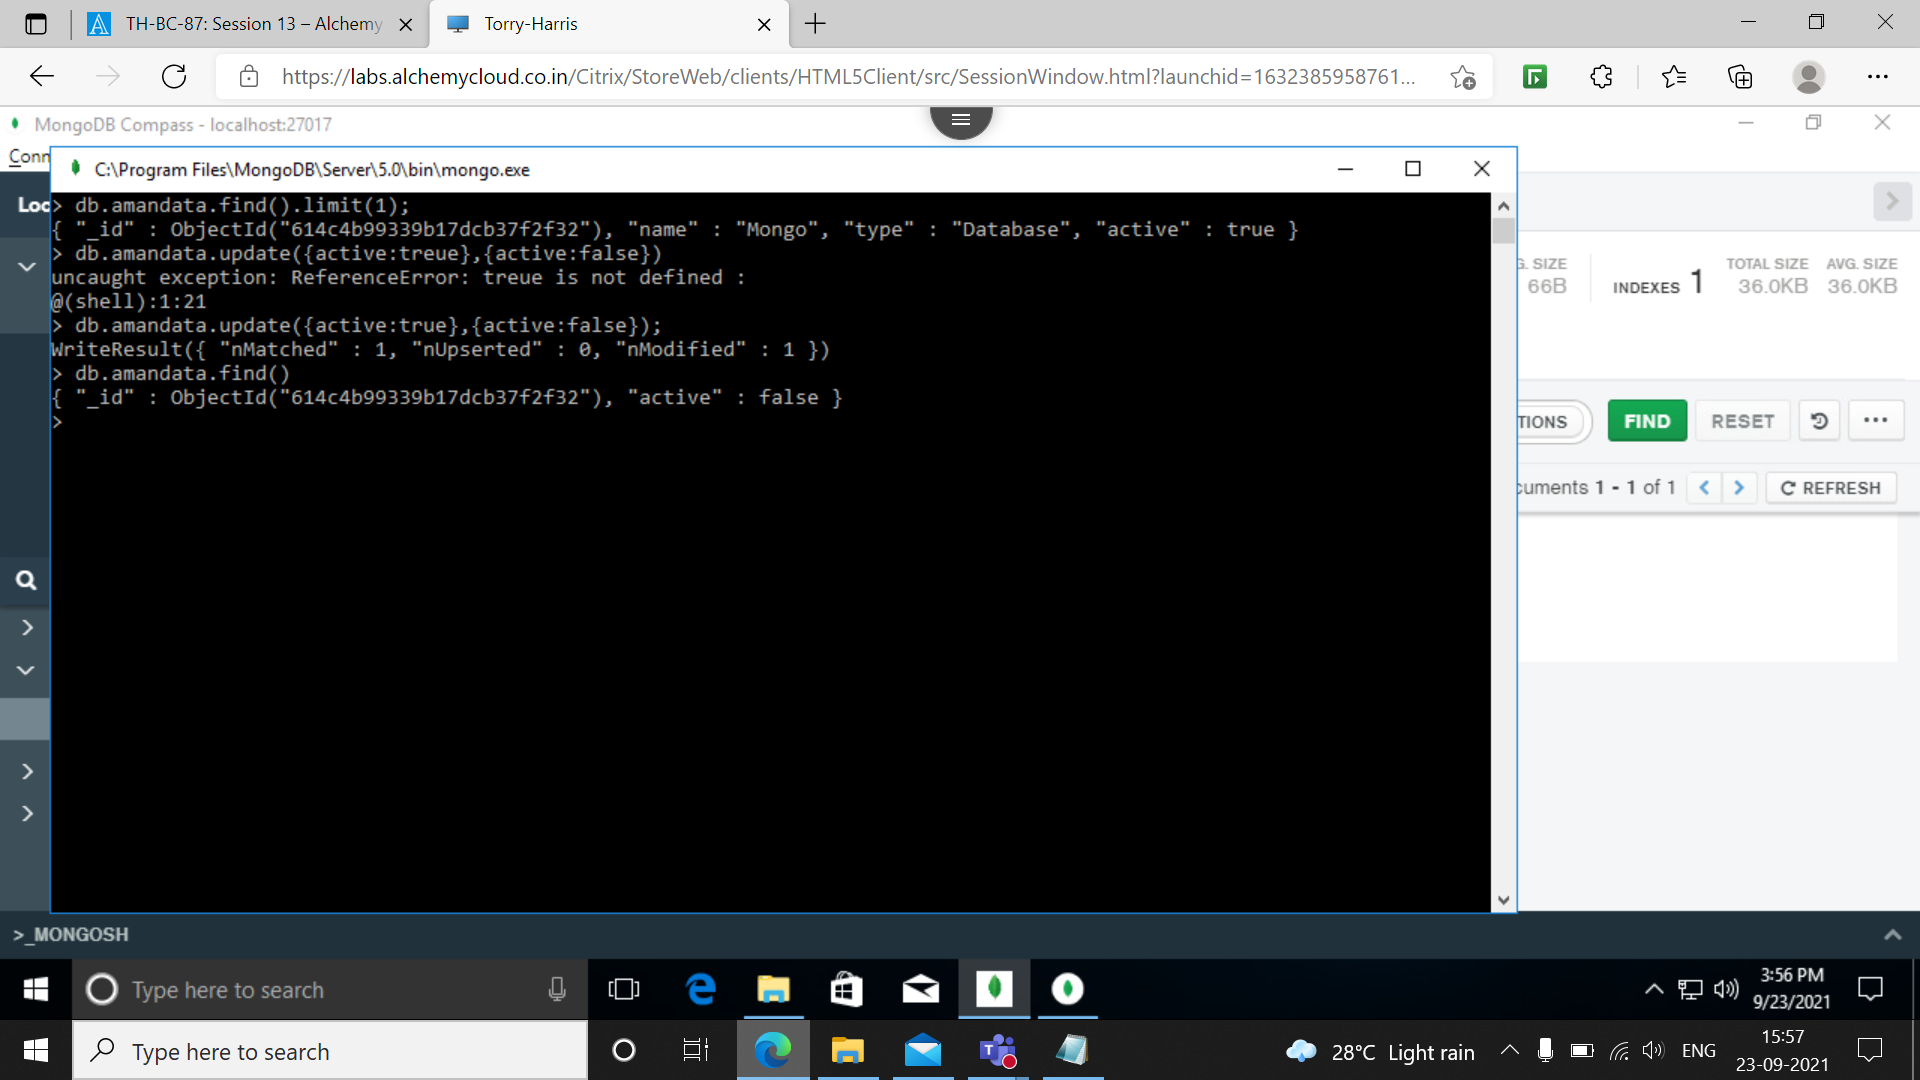 TH-BC-87: Session 13 – Alchemy
Torry-Harris
https://labs.alchemycloud.co.in/Citrix/StoreWeb/clients/HTML5Client/src/SessionWindow.html?launchid=1632385958761...
MongoDB Compass - localhost:27017
Conn
C:\Program Files\MongoDB\Server\5.0\bin\mongo.exe
Loc
> db.amandata.find().limit(1);
{ "_id" : ObjectId("614c4b99339b17dcb37f2f32"), "name" : "Mongo", "type" : "Database", "active" : true }
> db.amandata.update({active:treue},{active:false})
uncaught exception: ReferenceError: treue is not defined :
@(shell):1:21
> db.amandata.update({active:true},{active:false});
WriteResult({ "nMatched" : 1, "nUpserted" : 0, "nModified" : 1 })
> db.amandata.find()
{ "_id" : ObjectId("614c4b99339b17dcb37f2f32"), "active" : false }
>
G. SIZE
66B
INDEXES 1
TOTAL SIZE
36.0KB
AVG. SIZE
36.0KB
TIONS
FIND
RESET
cuments 1 - 1 of 1
REFRESH
>_MONGOSH
Type here to search
3:56 PM
9/23/2021
Type here to search
28°C Light rain
ENG
15:57
23-09-2021